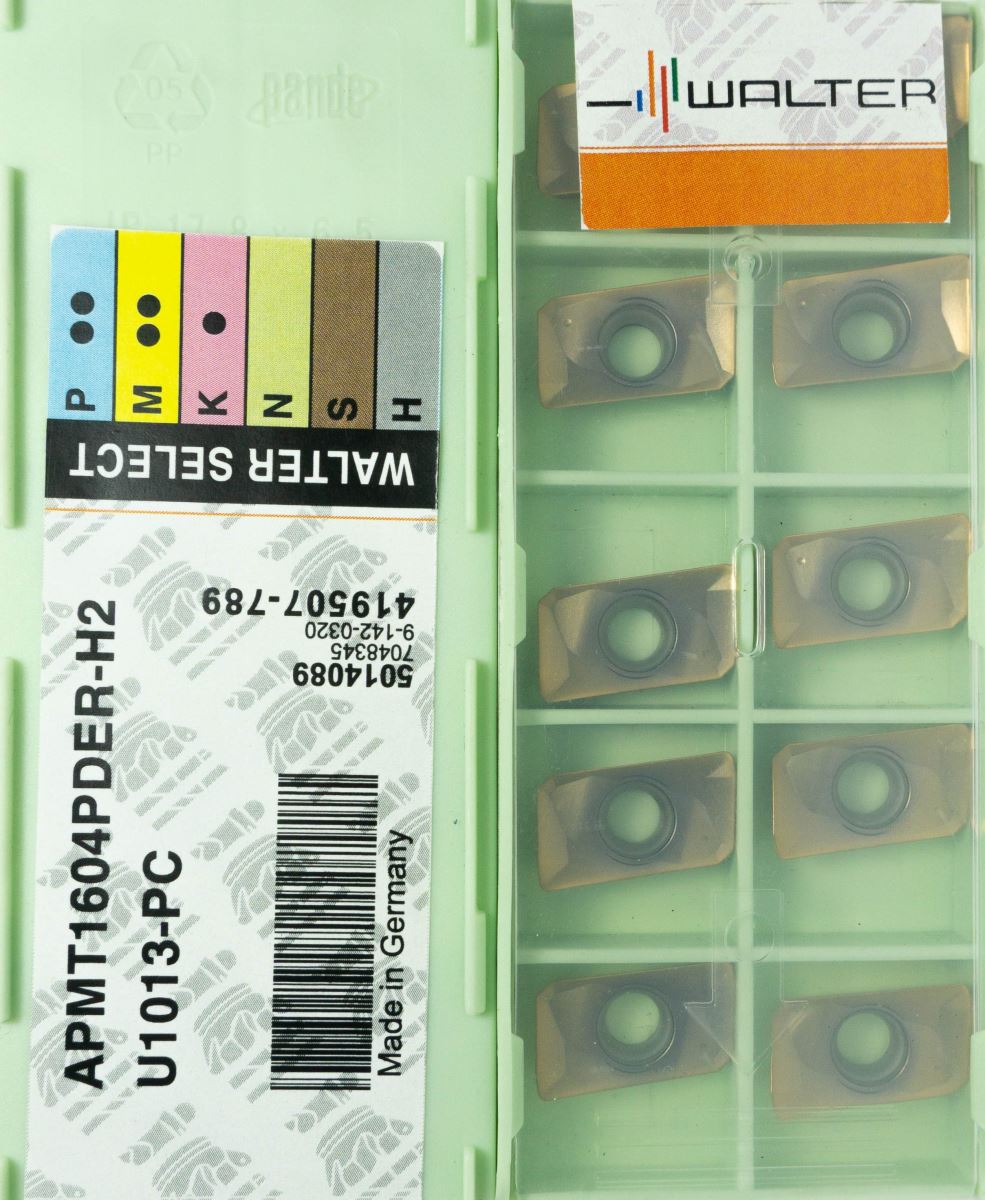 05
PP
WALTER
P
M
K
N
S
H
WALTER SELECT
419507-789
9-142-0320
7048345
5014089
APMT1604PDER-H2
U1013-PC
Made in Germany